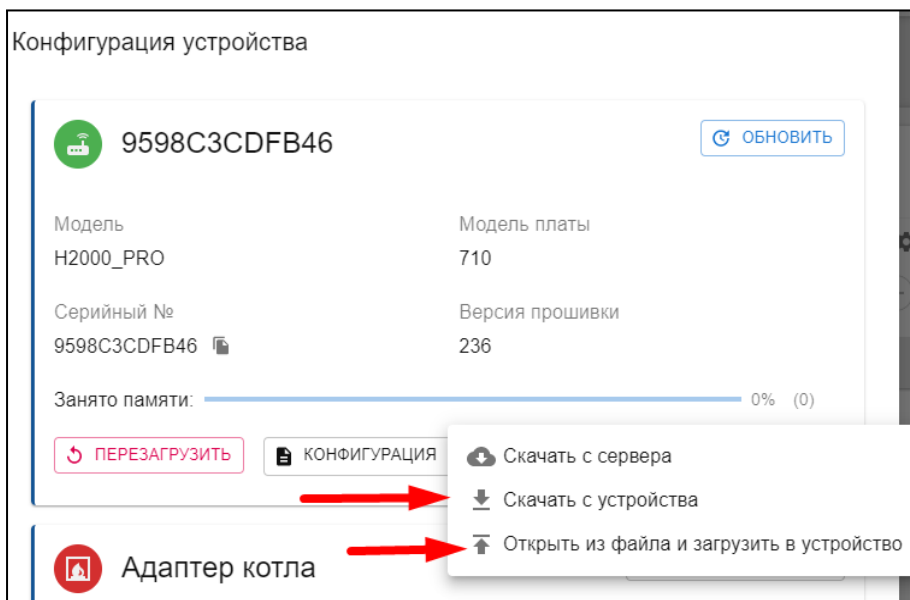 Конфигурация устройства
9598C3CDFB46
ОБНОВИТЬ
Модель
Модель платы
H2000_PRO
710
Серийный №
Версия прошивки
9598C3CDFB46
236
Занято памяти:
0% (0)
ПЕРЕЗАГРУЗИТЬ
КОНФИГУРАЦИЯ
Скачать с сервера
Скачать с устройства
Открыть из файла и загрузить в устройство
Адаптер котла